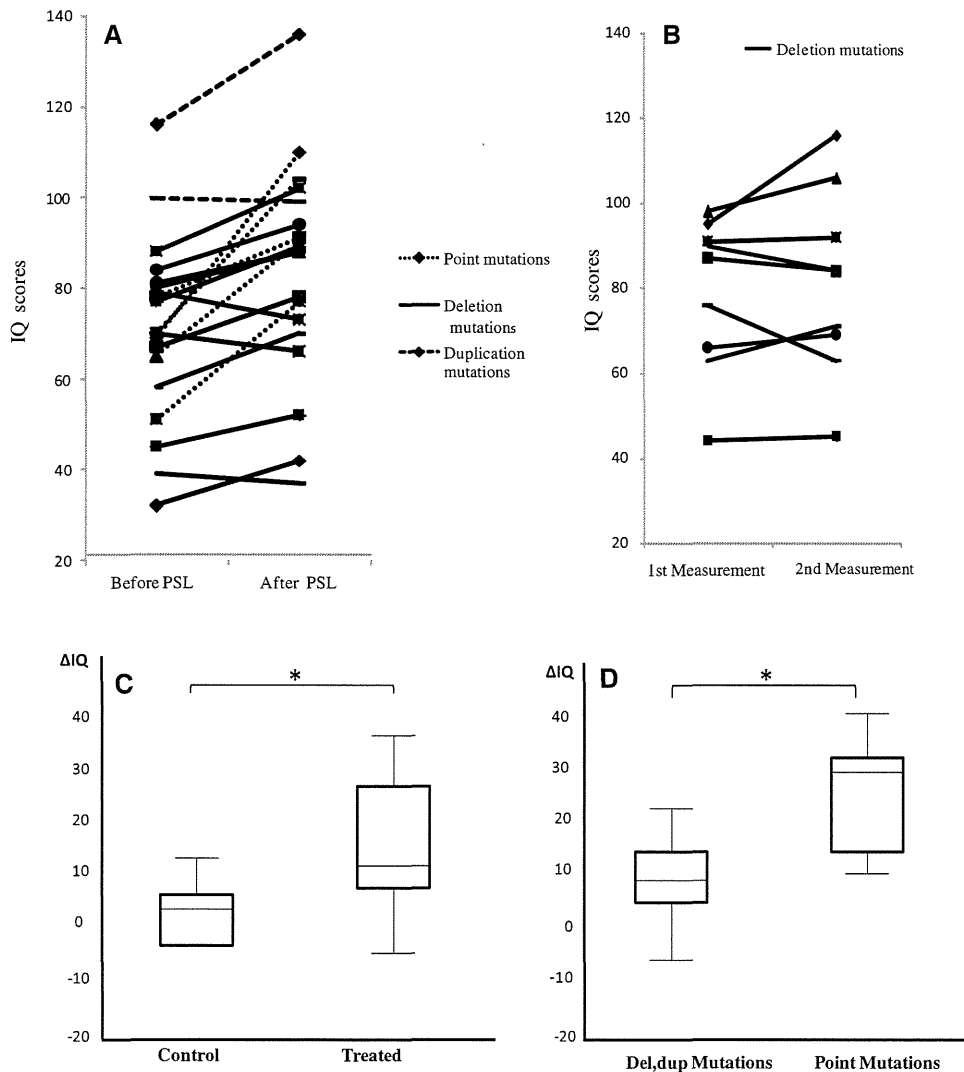 A
140
120
100
80
60
40
20
IQ scores
Before PSL
After PSL
Point mutations
Deletion
mutations
Duplication
mutations
B
140
120
100
80
60
40
20
IQ scores
Deletion mutations
1st Measurement
2nd Measurement
C
ΔIQ
40
30
20
10
0
-10
-20
*
Control
Treated
D
ΔIQ
40
30
20
10
0
-10
-20
*
Del,dup Mutations
Point Mutations